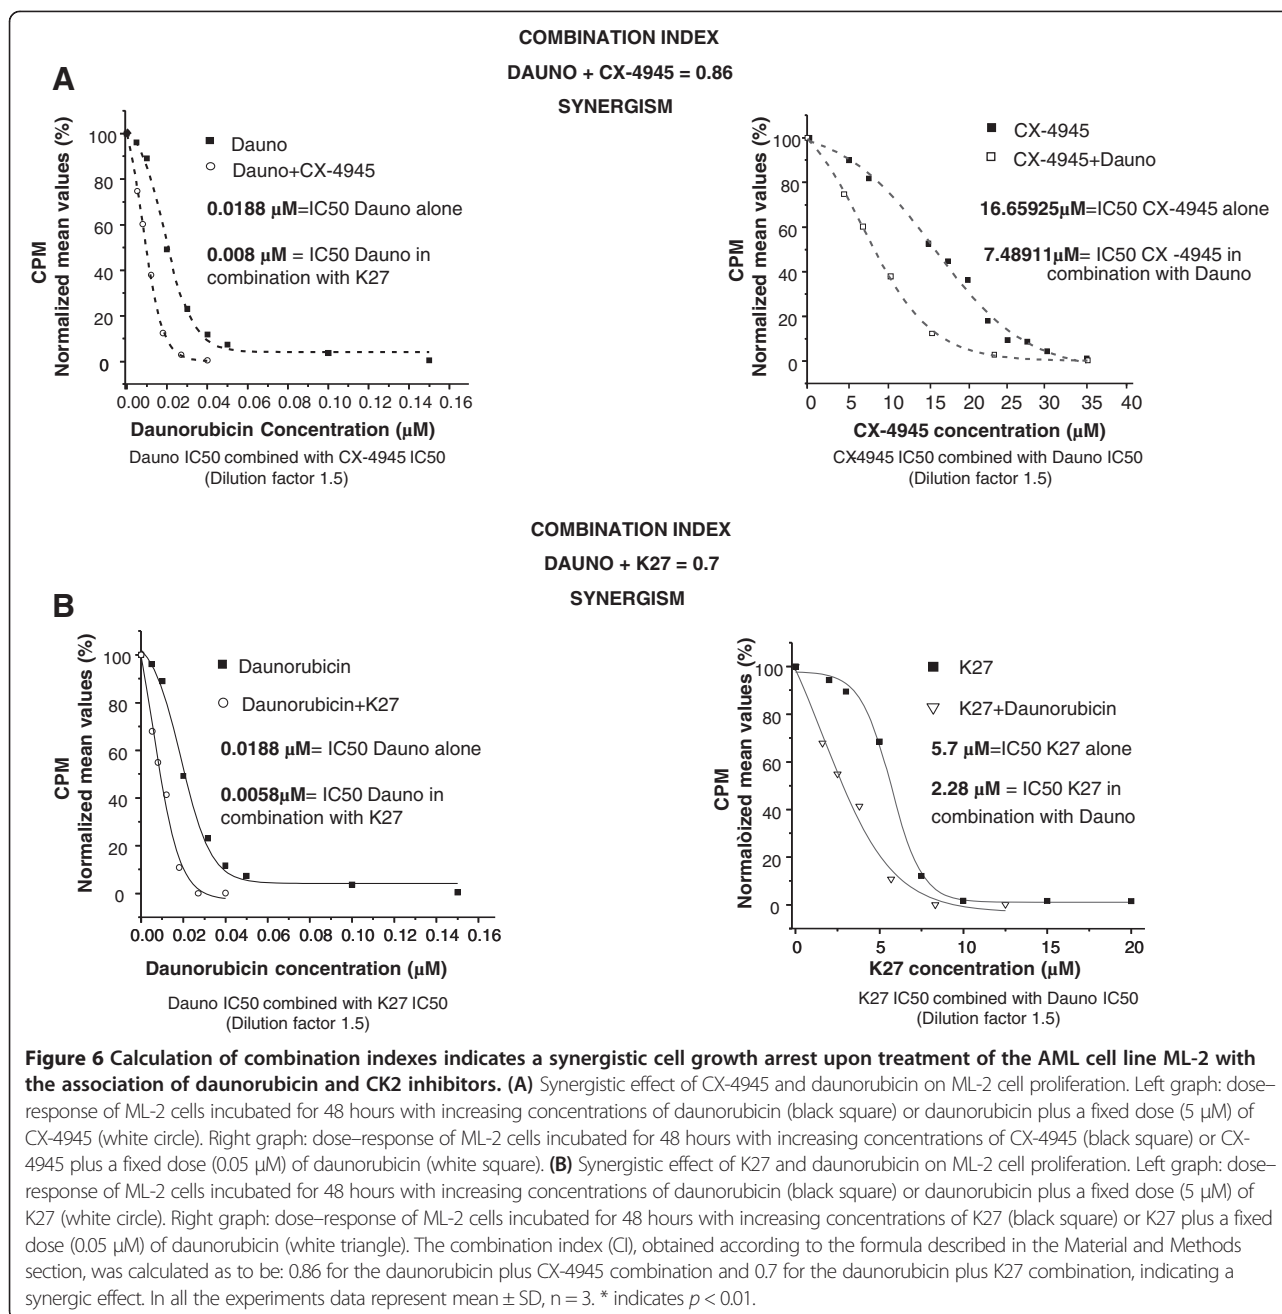 COMBINATION INDEX
DAUNO + CX-4945 = 0.86
SYNERGISM
A
CPM
Normalized mean values (%)
100
80
60
40
20
0
Dauno
Dauno+CX-4945
0.0188 µM=IC50 Dauno alone
0.008 µM = IC50 Dauno in
combination with K27
0.00 0.02 0.04 0.06 0.08 0.10 0.12 0.14 0.16
Daunorubicin Concentration (µM)
Dauno IC50 combined with CX-4945 IC50
(Dilution factor 1.5)
CPM
Normalized mean values (%)
100
80
60
40
20
0
CX-4945
CX-4945+Dauno
16.65925µM=IC50 CX-4945 alone
7.48911µM= IC50 CX -4945 in
combination with Dauno
0 5 10 15 20 25 30 35 40
CX-4945 concentration (µM)
CX-4945 IC50 combined with Dauno IC50
(Dilution factor 1.5)
COMBINATION INDEX
DAUNO + K27 = 0.7
SYNERGISM
B
CPM
Normalized mean values (%)
100
80
60
40
20
0
Daunorubicin
Daunorubicin+K27
0.0188 µM= IC50 Dauno alone
0.0058µM= IC50 Dauno in
combination with K27
0.00 0.02 0.04 0.06 0.08 0.10 0.12 0.14 0.16
Daunorubicin concentration (µM)
Dauno IC50 combined with K27 IC50
(Dilution factor 1.5)
CPM
Normalòized mean values (%)
100
80
60
40
20
0
K27
K27+Daunorubicin
5.7 µM=IC50 K27 alone
2.28 µM = IC50 K27 in
combination with Dauno
0 5 10 15 20
K27 concentration (µM)
K27 IC50 combined with Dauno IC50
(Dilution factor 1.5)
Figure 6 Calculation of combination indexes indicates a synergistic cell growth arrest upon treatment of the AML cell line ML-2 with
the association of daunorubicin and CK2 inhibitors. (A) Synergistic effect of CX-4945 and daunorubicin on ML-2 cell proliferation. Left graph: dose–
response of ML-2 cells incubated for 48 hours with increasing concentrations of daunorubicin (black square) or daunorubicin plus a fixed dose (5 µM) of
CX-4945 (white circle). Right graph: dose–response of ML-2 cells incubated for 48 hours with increasing concentrations of CX-4945 (black square) or CX-
4945 plus a fixed dose (0.05 µM) of daunorubicin (white square). (B) Synergistic effect of K27 and daunorubicin on ML-2 cell proliferation. Left graph: dose–
response of ML-2 cells incubated for 48 hours with increasing concentrations of daunorubicin (black square) or daunorubicin plus a fixed dose (5 µM) of
K27 (white circle). Right graph: dose–response of ML-2 cells incubated for 48 hours with increasing concentrations of K27 (black square) or K27 plus a fixed
dose (0.05 µM) of daunorubicin (white triangle). The combination index (CI), obtained according to the formula described in the Material and Methods
section, was calculated as to be: 0.86 for the daunorubicin plus CX-4945 combination and 0.7 for the daunorubicin plus K27 combination, indicating a
synergic effect. In all the experiments data represent mean ± SD, n = 3. * indicates p < 0.01.